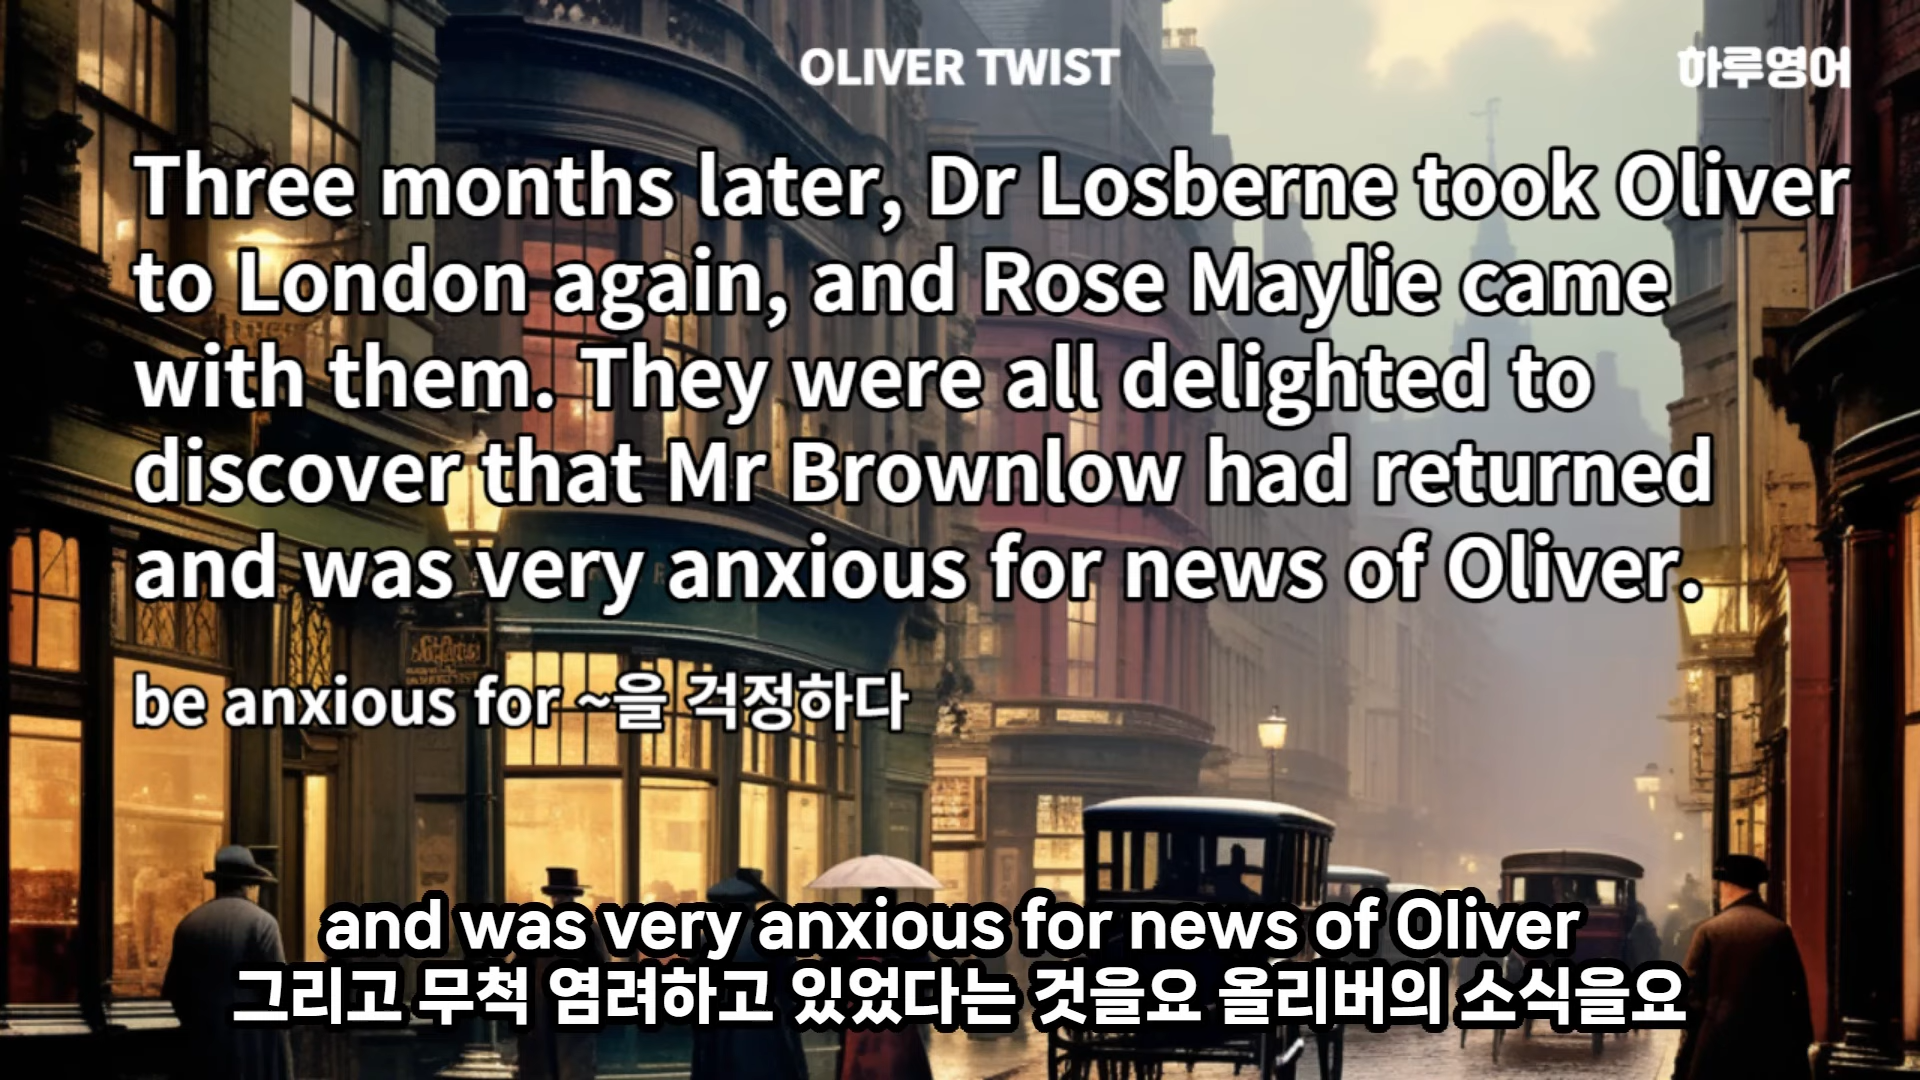 OLIVER TWIST
하루영어
Three months later, Dr Losberne took Oliver
to London again, and Rose Maylie came
with them. They were all delighted to
discover that Mr Brownlow had returned
and was very anxious for news of Oliver.
be anxious for ~을 걱정하다
and was very anxious for news of Oliver
그리고 무척 염려하고 있었다는 것을요 올리버의 소식을요